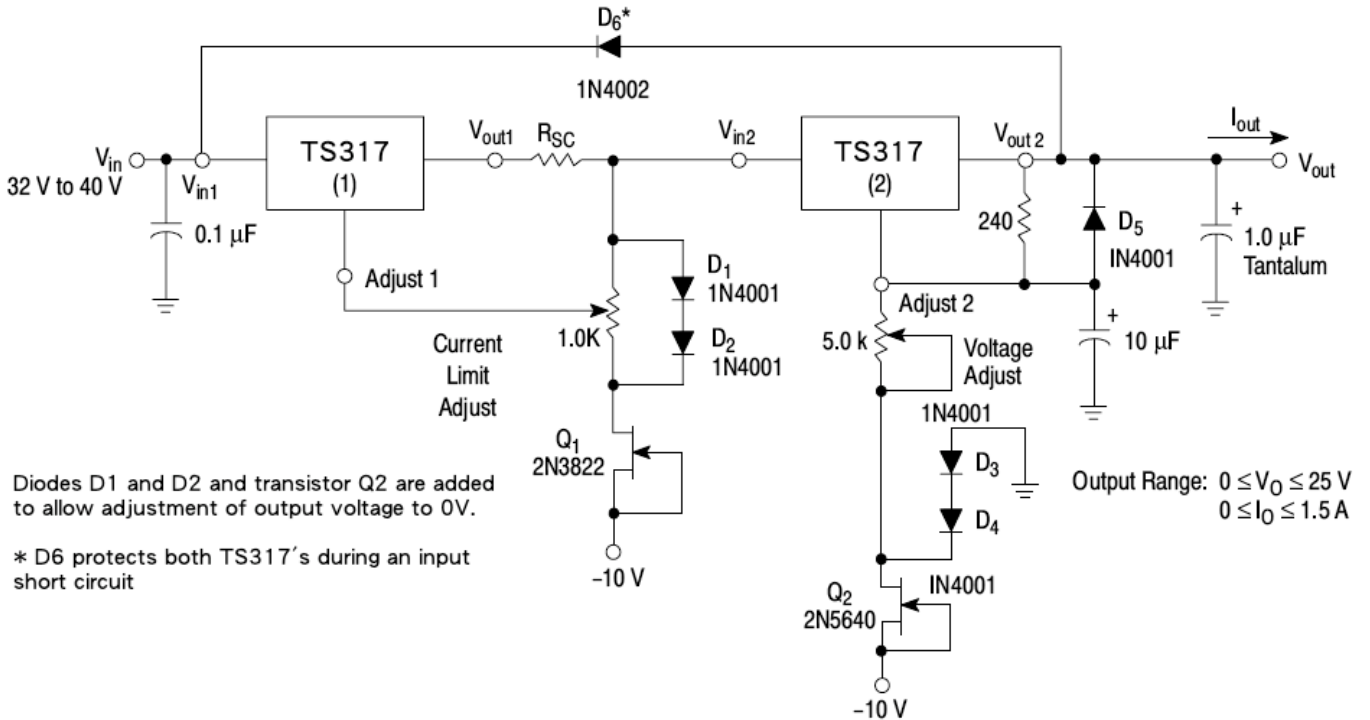 D6*
1N4002
Vin
32 V to 40 V
Vin1
TS317
(1)
Vout1
RSC
Vin2
TS317
(2)
Vout 2
Iout
Vout
0.1 μF
Adjust 1
Current
Limit
Adjust
1.0K
D1
1N4001
D2
1N4001
240
D5
IN4001
+
1.0 μF
Tantalum
Adjust 2
5.0 k
Voltage
Adjust
+
10 μF
Q1
2N3822
–10 V
1N4001
D3
D4
IN4001
Q2
2N5640
–10 V
Output Range: 0 ≤ VO ≤ 25 V
0 ≤ IO ≤ 1.5 A
Diodes D1 and D2 and transistor Q2 are added
to allow adjustment of output voltage to 0V.
* D6 protects both TS317's during an input
short circuit